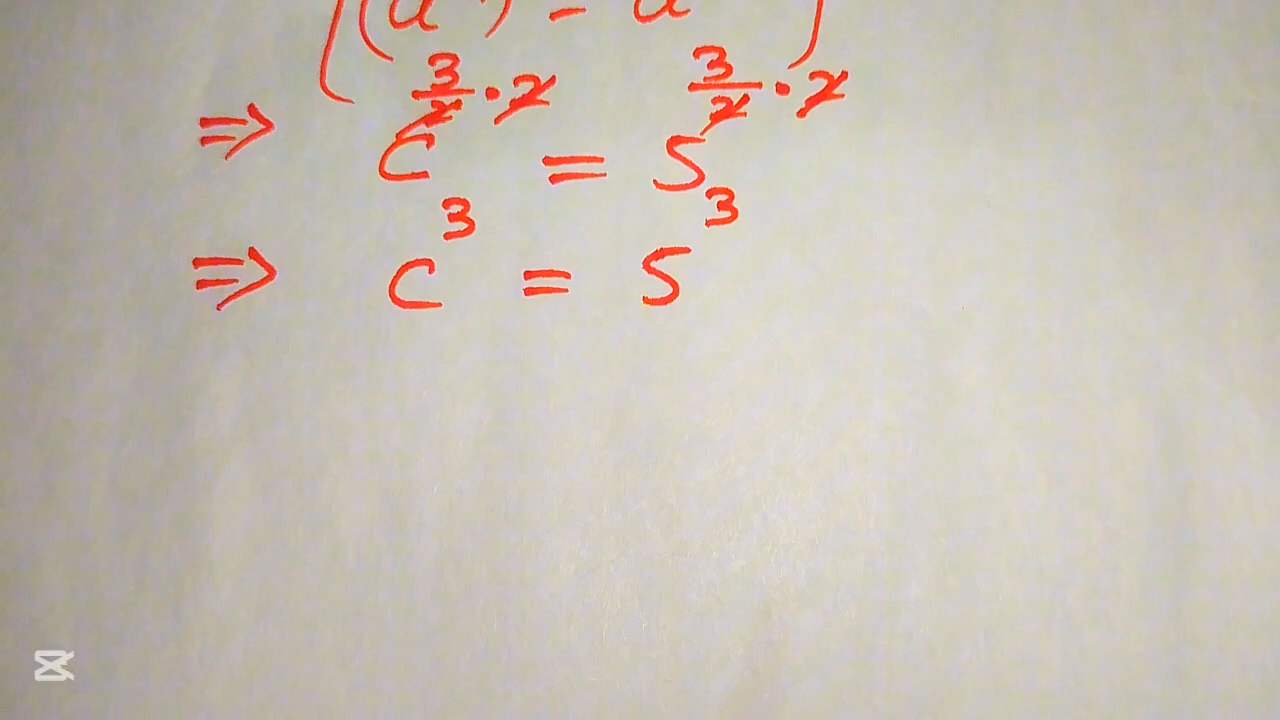 ((a ) = a )
⇒ C^(3/x · x) = 5^(3/x · x)
⇒ C^3 = 5^3